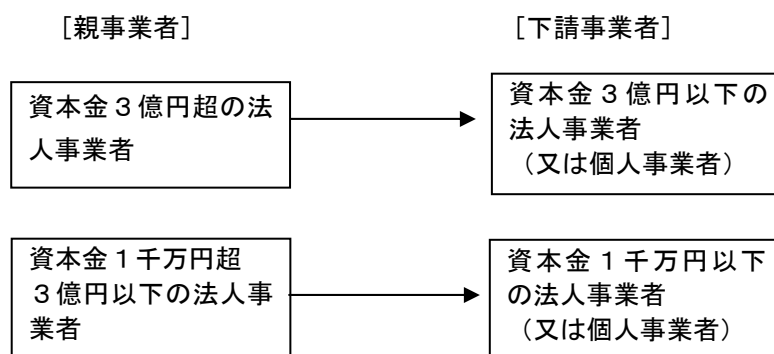 ［親事業者］
［下請事業者］
資本金３億円超の法
人事業者
資本金３億円以下の
法人事業者
（又は個人事業者）
資本金１千万円超
３億円以下の法人事
業者
資本金１千万円以下
の法人事業者
（又は個人事業者）